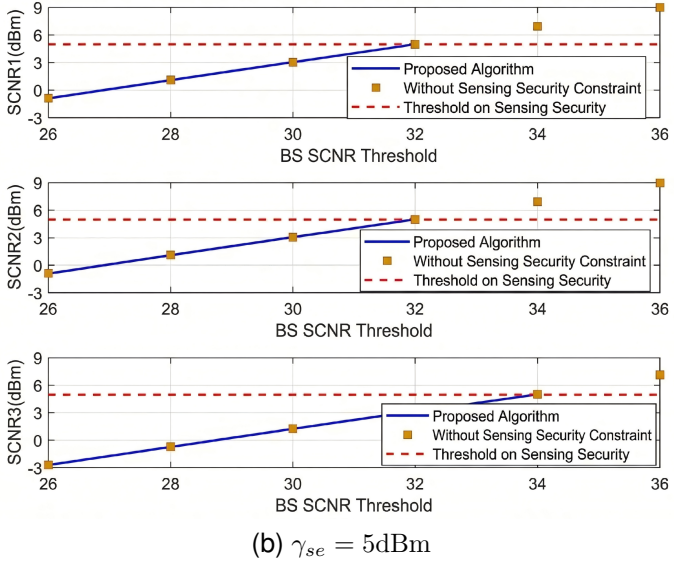 9
6
3
0
-3
SCNR1(dBm)
Proposed Algorithm
Without Sensing Security Constraint
Threshold on Sensing Security
26 28 30 32 34 36
BS SCNR Threshold
9
6
3
0
-3
SCNR2(dBm)
Proposed Algorithm
Without Sensing Security Constraint
Threshold on Sensing Security
26 28 30 32 34 36
BS SCNR Threshold
9
6
3
0
-3
SCNR3(dBm)
Proposed Algorithm
Without Sensing Security Constraint
Threshold on Sensing Security
26 28 30 32 34 36
BS SCNR Threshold
(b) γse = 5dBm